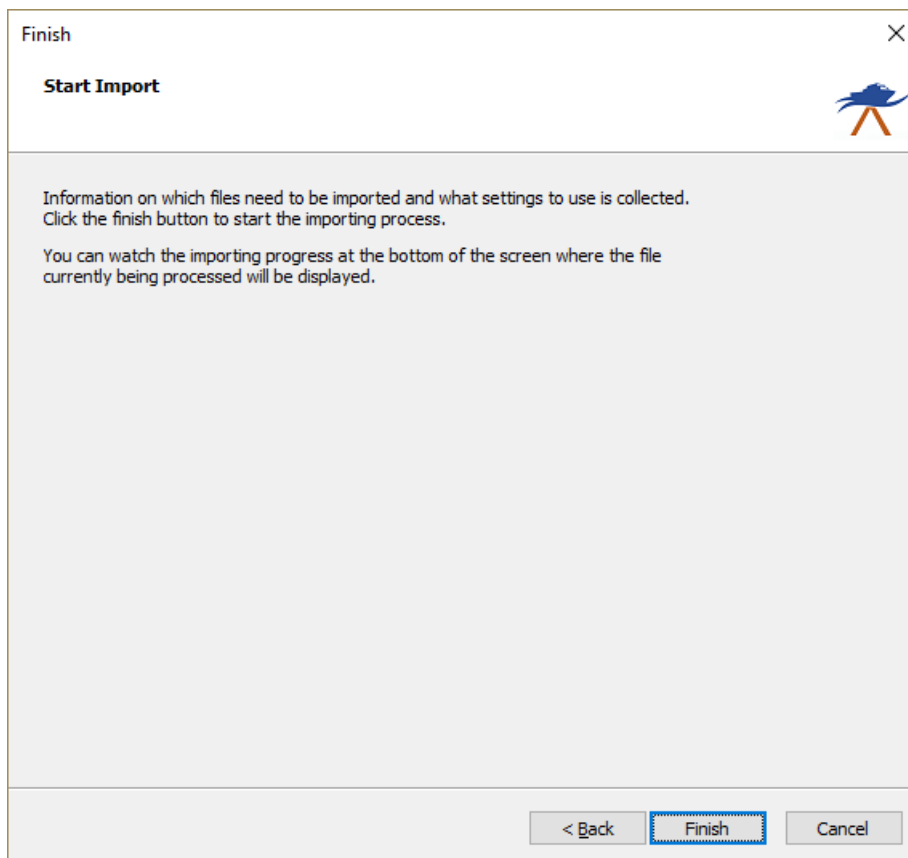 Finish
Start Import
Information on which files need to be imported and what settings to use is collected.
Click the finish button to start the importing process.
You can watch the importing progress at the bottom of the screen where the file
currently being processed will be displayed.
< Back
Finish
Cancel